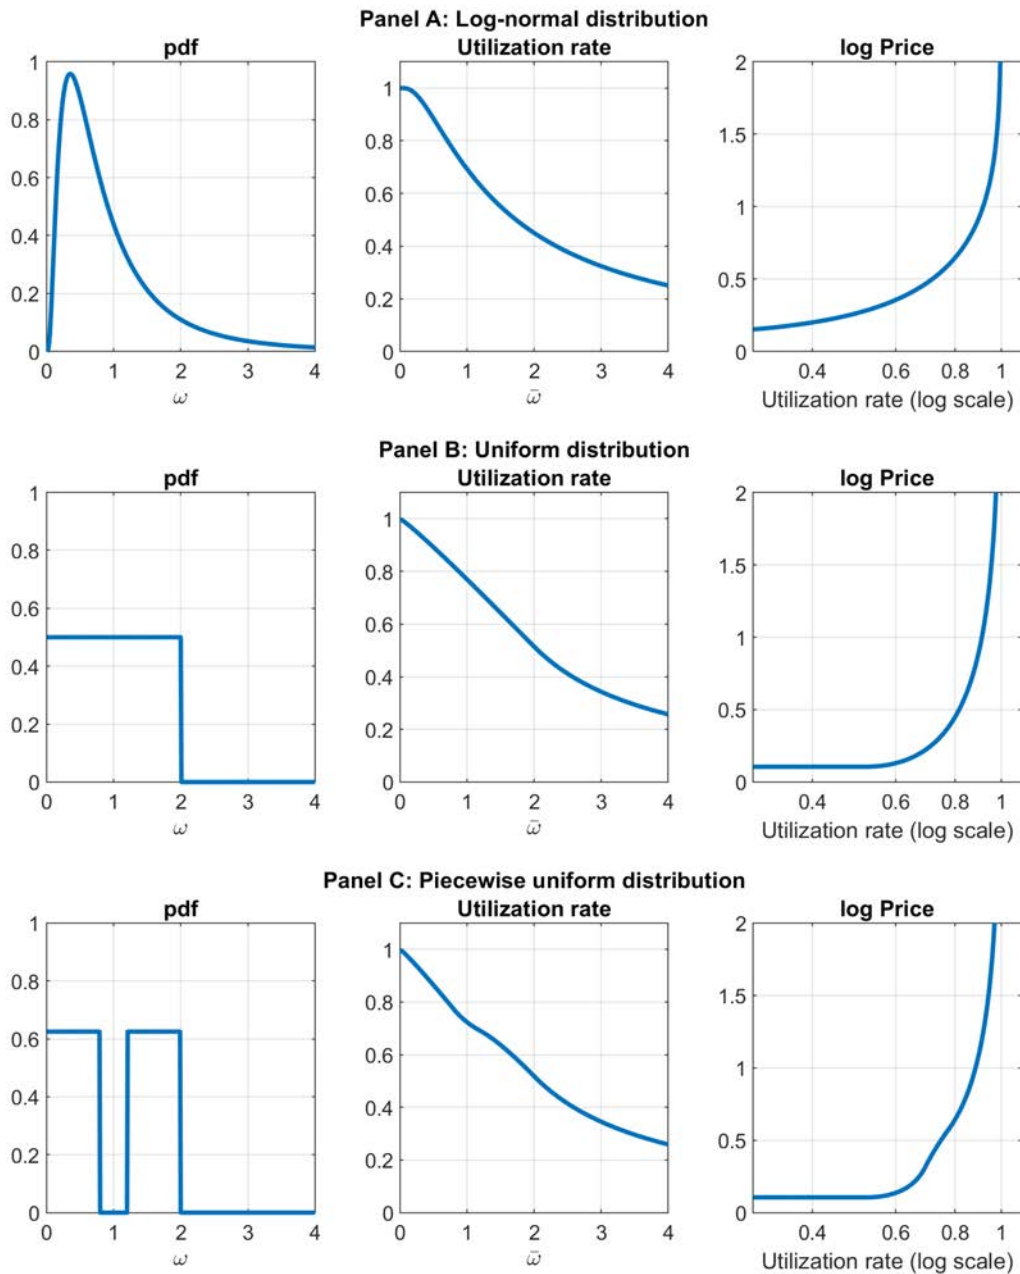 Panel A: Log-normal distribution
pdf
Utilization rate
log Price
1
0.8
0.6
0.4
0.2
0
0 1 2 3 4
ω
1
0.8
0.6
0.4
0.2
0
0 1 2 3 4
ω̄
2
1.5
1
0.5
0
0.4 0.6 0.8 1
Utilization rate (log scale)
Panel B: Uniform distribution
pdf
Utilization rate
log Price
1
0.8
0.6
0.4
0.2
0
0 1 2 3 4
ω
1
0.8
0.6
0.4
0.2
0
0 1 2 3 4
ω̄
2
1.5
1
0.5
0
0.4 0.6 0.8 1
Utilization rate (log scale)
Panel C: Piecewise uniform distribution
pdf
Utilization rate
log Price
1
0.8
0.6
0.4
0.2
0
0 1 2 3 4
ω
1
0.8
0.6
0.4
0.2
0
0 1 2 3 4
ω̄
2
1.5
1
0.5
0
0.4 0.6 0.8 1
Utilization rate (log scale)